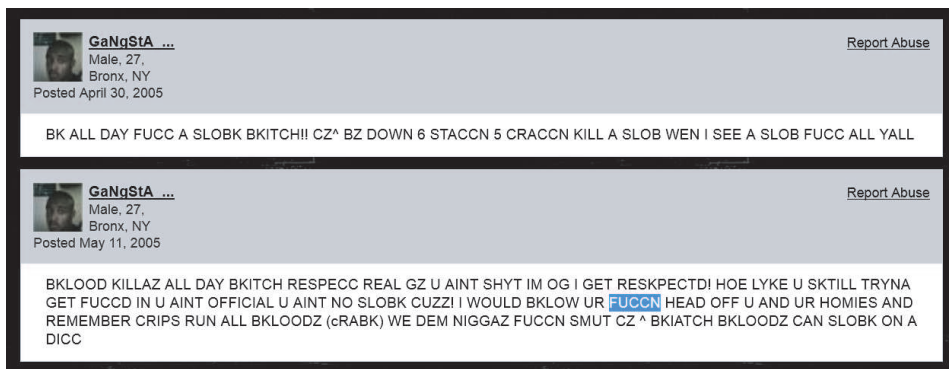 GaNgStA ...
Report Abuse
Male, 27,
Bronx, NY
Posted April 30, 2005
BK ALL DAY FUCC A SLOBK BKITCH!! CZ^ BZ DOWN 6 STACCN 5 CRACCN KILL A SLOB WEN I SEE A SLOB FUCC ALL YALL
GaNgStA ...
Report Abuse
Male, 27,
Bronx, NY
Posted May 11, 2005
BKLOOD KILLAZ ALL DAY BKITCH RESPECC REAL GZ U AINT SHYT IM OG I GET RESKPECTD! HOE LYKE U SKTILL TRYNA
GET FUCCD IN U AINT OFFICIAL U AINT NO SLOBK CUZZ! I WOULD BKLOW UR FUCCN HEAD OFF U AND UR HOMIES AND
REMEMBER CRIPS RUN ALL BKLOODZ (cRABK) WE DEM NIGGAZ FUCCN SMUT CZ ^ BKIATCH BKLOODZ CAN SLOBK ON A
DICC